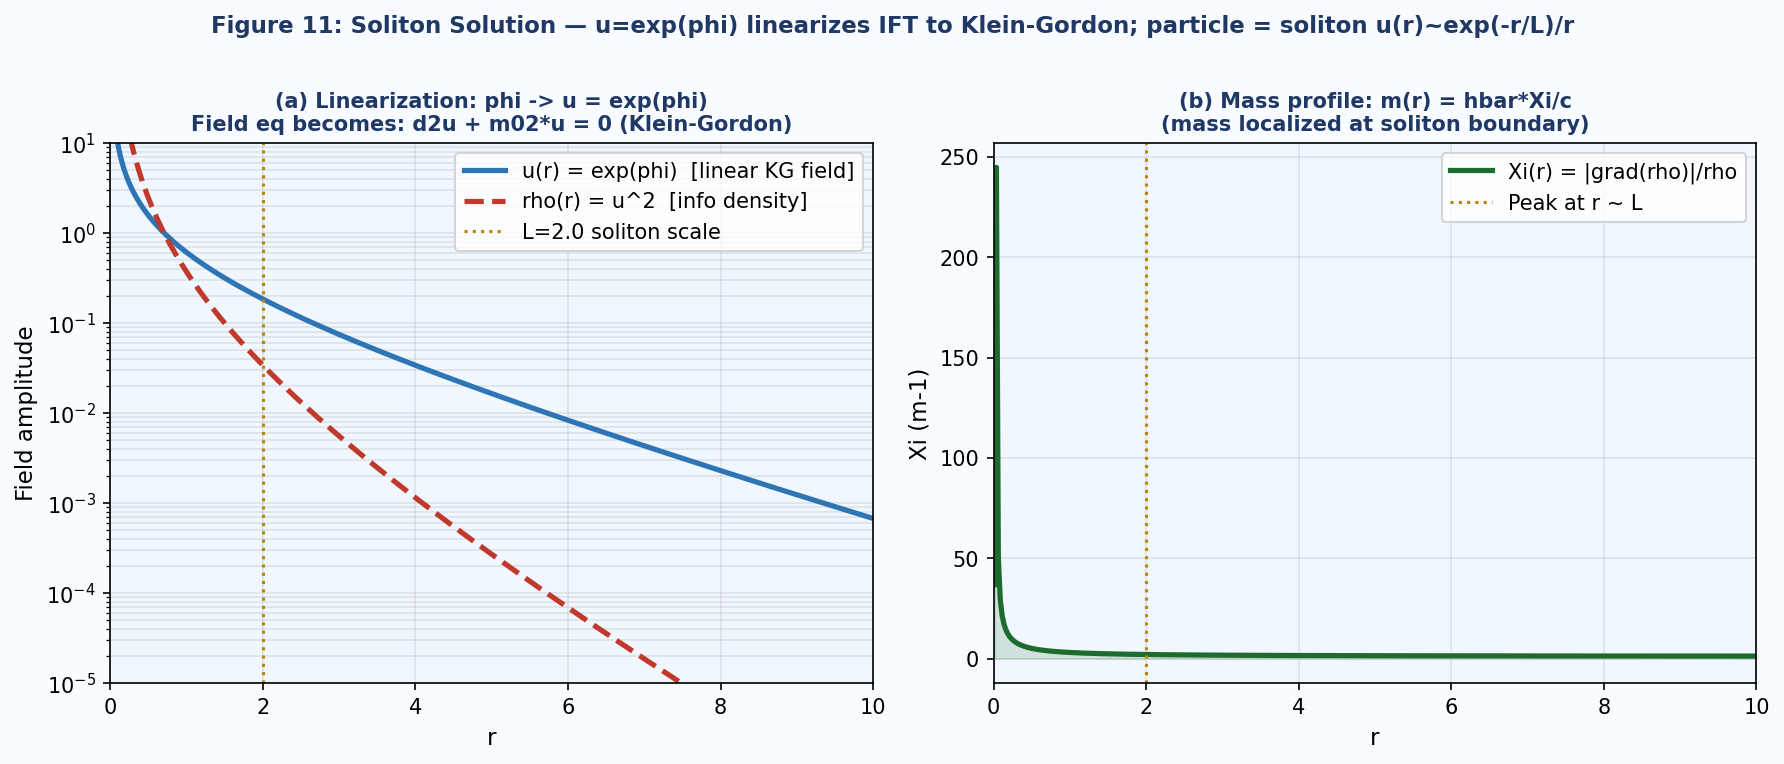 Figure 11: Soliton Solution — u=exp(phi) linearizes IFT to Klein-Gordon; particle = soliton u(r)~exp(-r/L)/r
(a) Linearization: phi -> u = exp(phi)
Field eq becomes: d2u + m02*u = 0 (Klein-Gordon)
u(r) = exp(phi)  [linear KG field]
rho(r) = u^2  [info density]
L=2.0 soliton scale
Field amplitude
10^1
10^0
10^-1
10^-2
10^-3
10^-4
10^-5
0 2 4 6 8 10
r
(b) Mass profile: m(r) = hbar*Xi/c
(mass localized at soliton boundary)
Xi(r) = |grad(rho)|/rho
Peak at r ~ L
Xi (m-1)
250
200
150
100
50
0
0 2 4 6 8 10
r